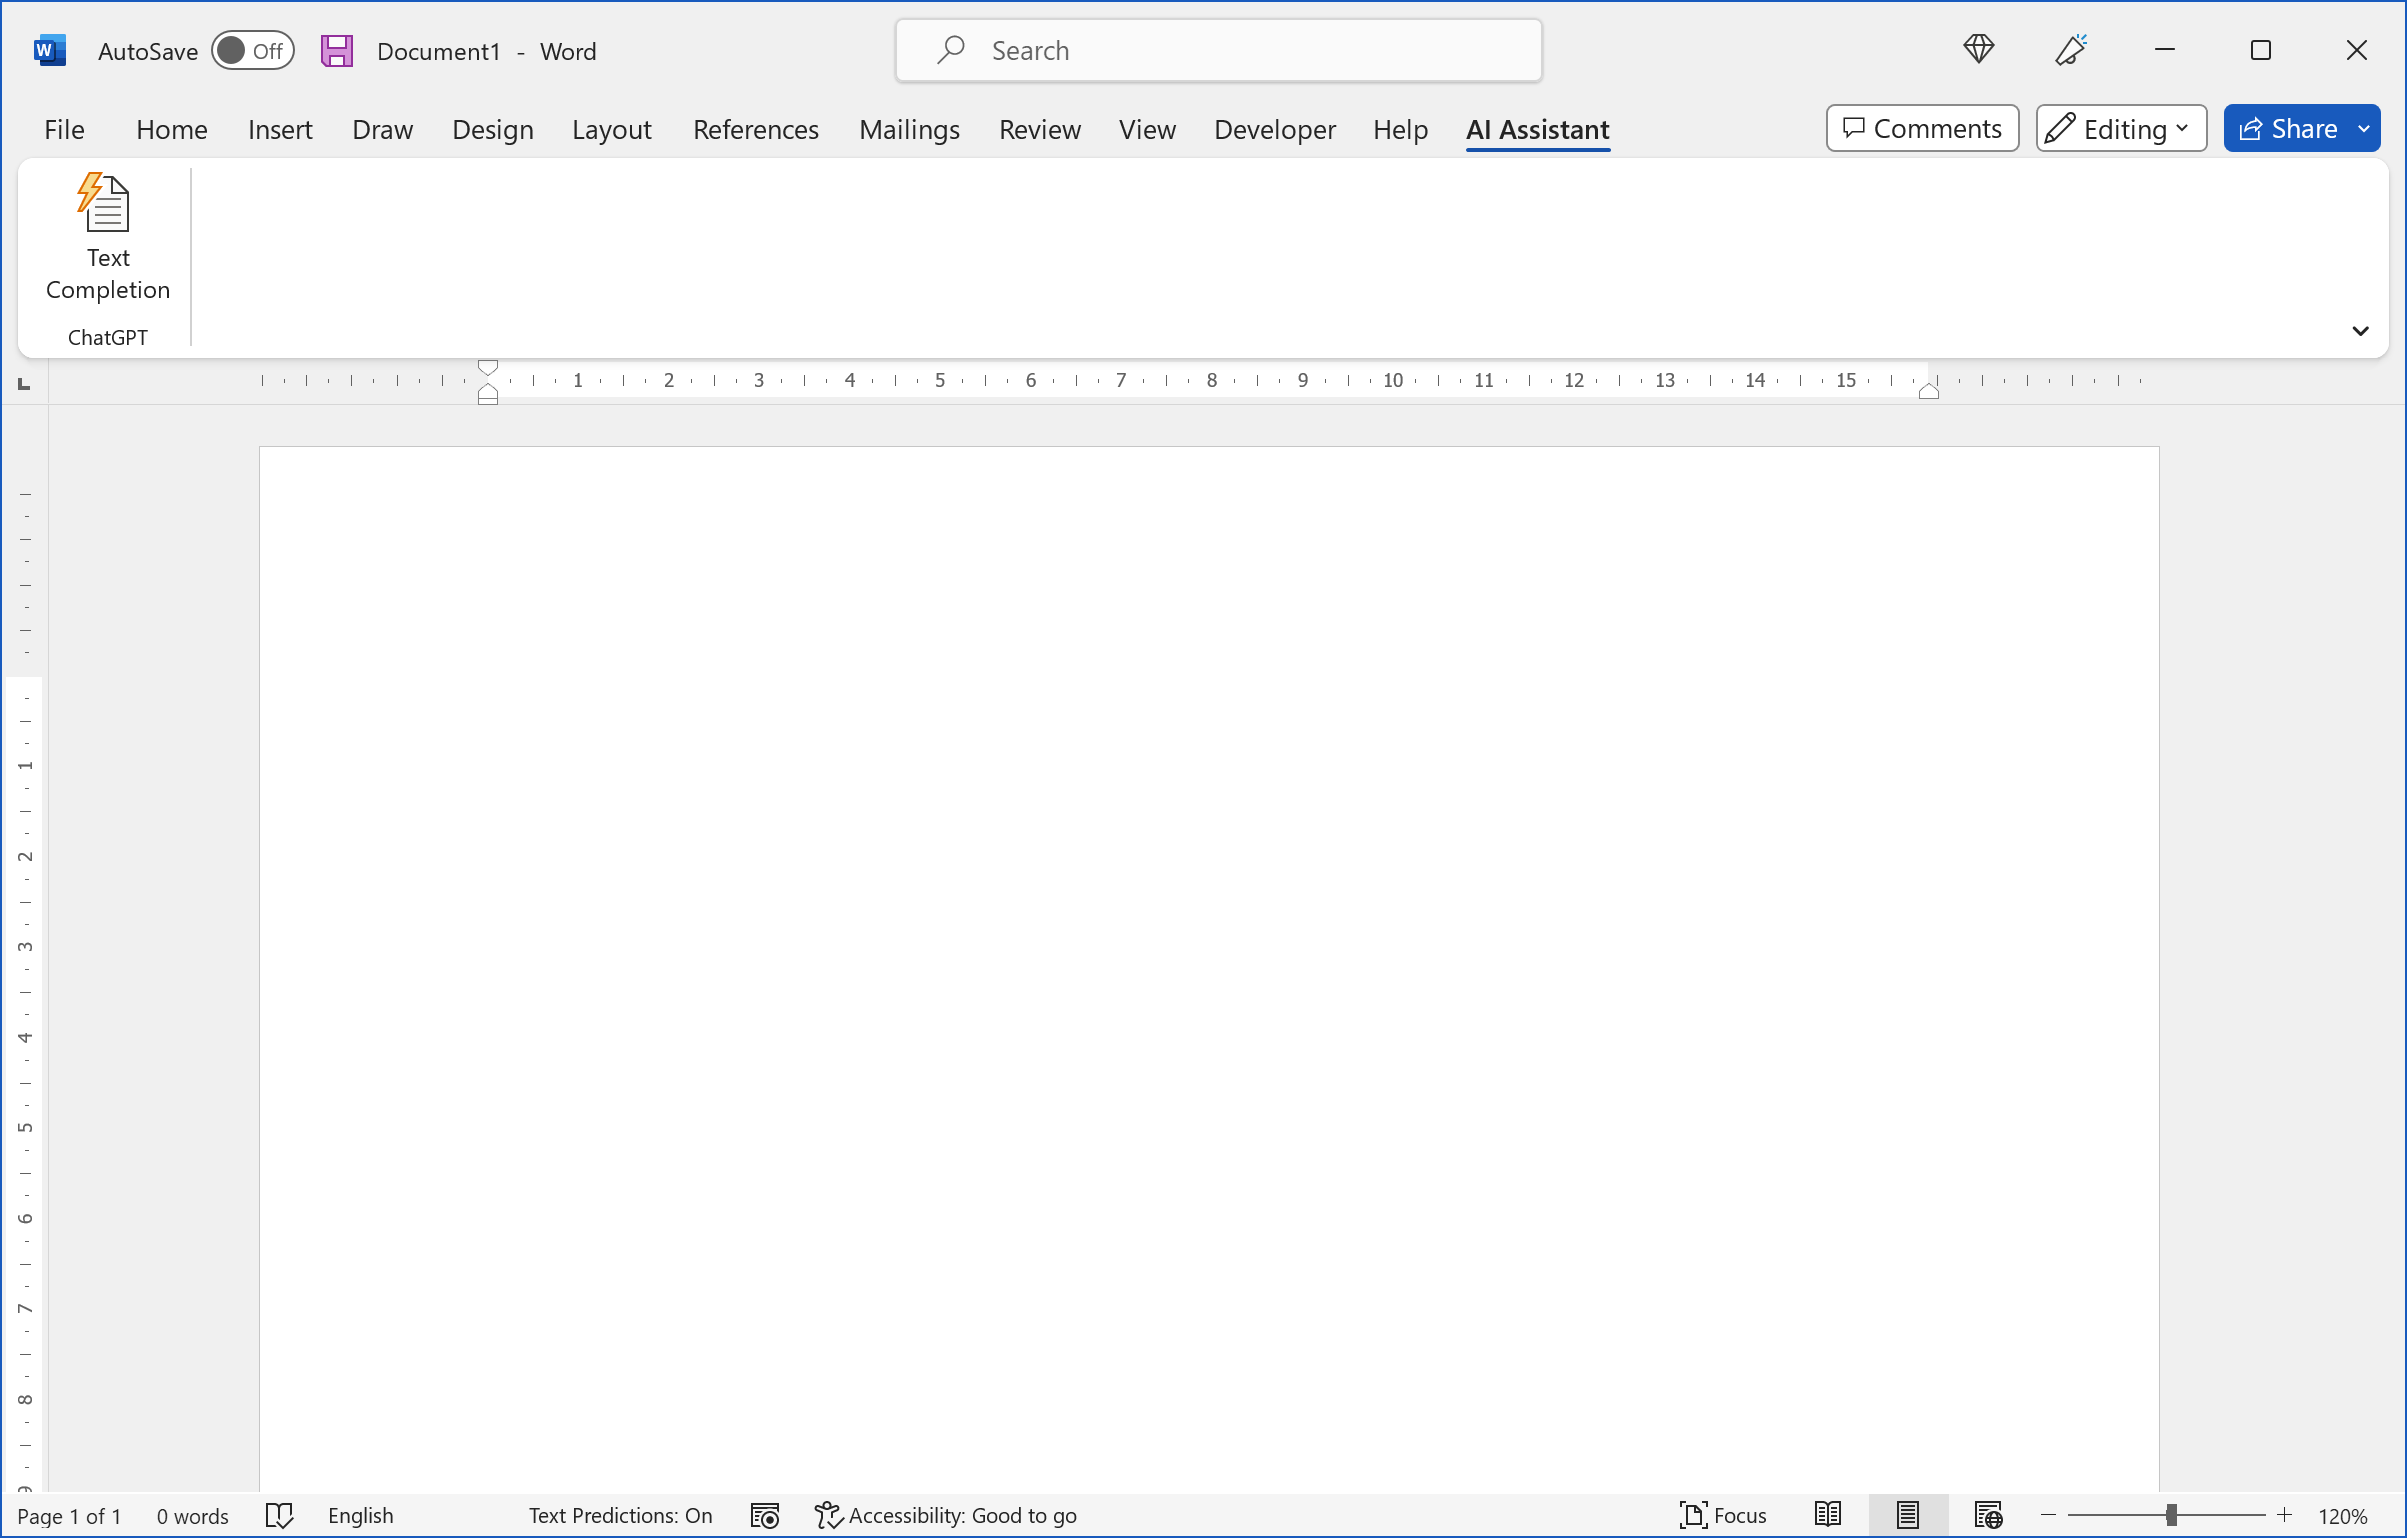 W AutoSave Off Document1 - Word Search
File Home Insert Draw Design Layout References Mailings Review View Developer Help AI Assistant Comments Editing Share
Text
Completion
ChatGPT
1 2 3 4 5 6 7 8 9 10 11 12 13 14 15
1
2
3
4
5
6
7
8
9
Page 1 of 1 0 words English Text Predictions: On Accessibility: Good to go Focus 120%